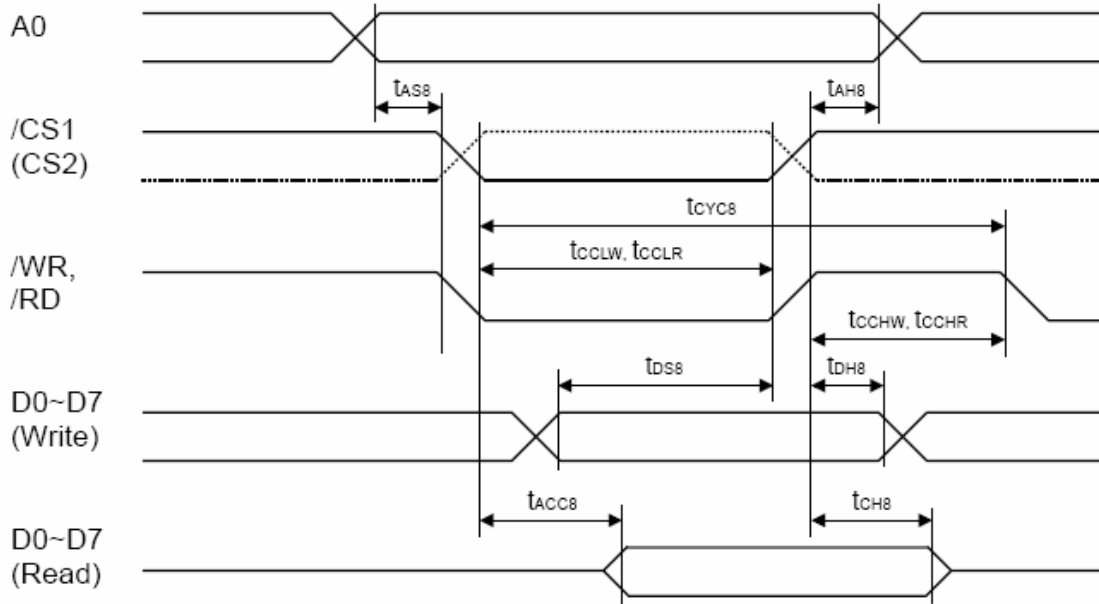 A0
tAS8
tAH8
/CS1
(CS2)
tCYC8
tCCLW, tCCLR
/WR,
/RD
tCCHW, tCCHR
tDS8
tDH8
D0~D7
(Write)
tACC8
tCH8
D0~D7
(Read)